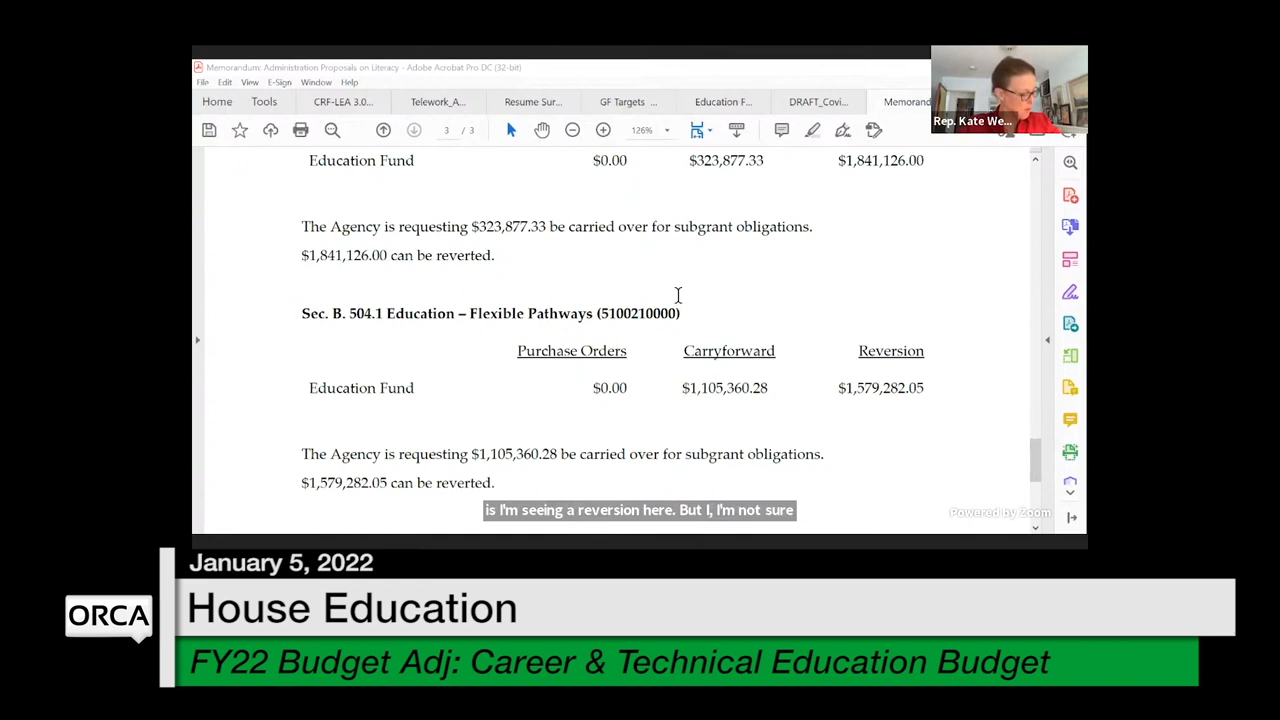 Memorandum: Administration Proposals on Literacy - Adobe Acrobat Pro DC (32-bit)
File Edit View E-Sign Window Help
Home Tools CRF-LEA 3.0... Telework_A... Resume Sur... GF Targets ... Education F... DRAFT_Covi... Memorand
3 / 3 126%
Rep. Kate We...
Education Fund $0.00 $323,877.33 $1,841,126.00
The Agency is requesting $323,877.33 be carried over for subgrant obligations.
$1,841,126.00 can be reverted.
Sec. B. 504.1 Education – Flexible Pathways (5100210000)
Purchase Orders Carryforward Reversion
Education Fund $0.00 $1,105,360.28 $1,579,282.05
The Agency is requesting $1,105,360.28 be carried over for subgrant obligations.
$1,579,282.05 can be reverted.
is I'm seeing a reversion here. But I, I'm not sure
Powered by Zoom
January 5, 2022
ORCA
House Education
FY22 Budget Adj: Career & Technical Education Budget